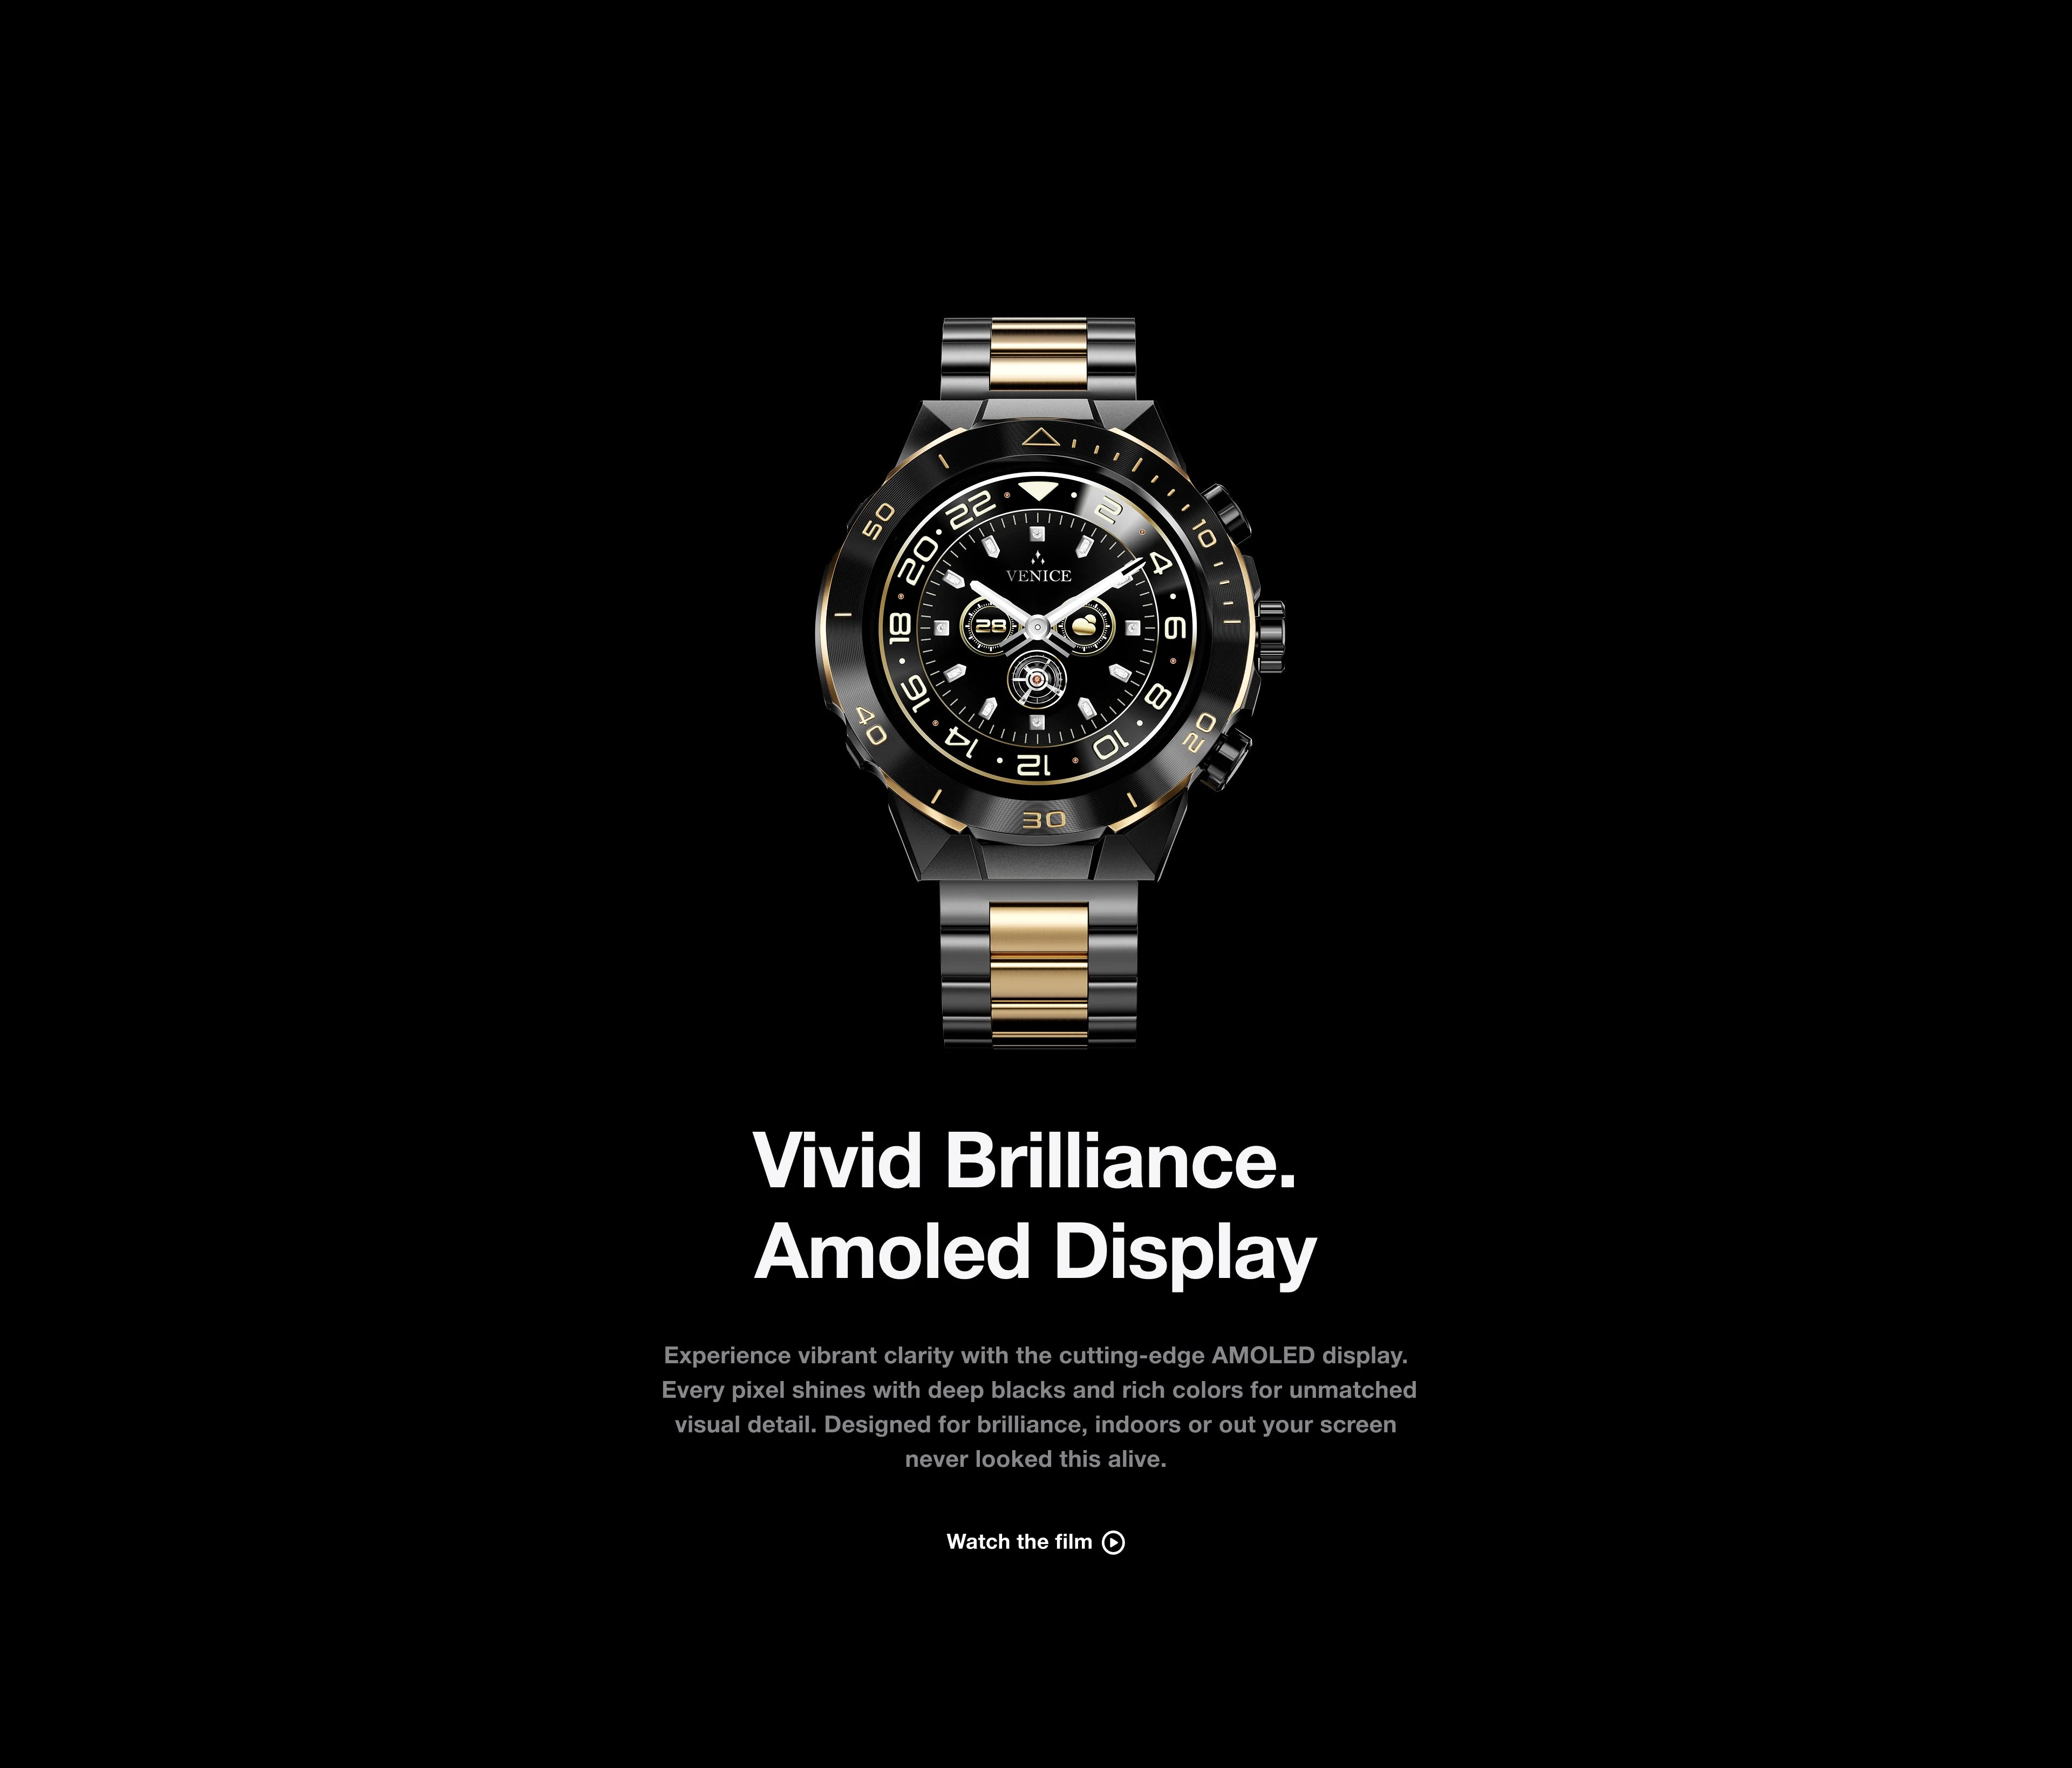 50
10
40
20
30
22
2
20
4
18
6
16
8
14
10
12
VENICE
28
Vivid Brilliance.
Amoled Display
Experience vibrant clarity with the cutting-edge AMOLED display.
Every pixel shines with deep blacks and rich colors for unmatched
visual detail. Designed for brilliance, indoors or out your screen
never looked this alive.
Watch the film